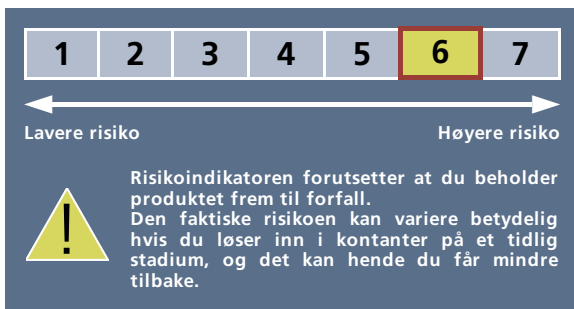 1 2 3 4 5 6 7
Lavere risiko Høyere risiko
Risikoindikatoren forutsetter at du beholder
produktet frem til forfall.
Den faktiske risikoen kan variere betydelig
hvis du løser inn i kontanter på et tidlig
stadium, og det kan hende du får mindre
tilbake.
!